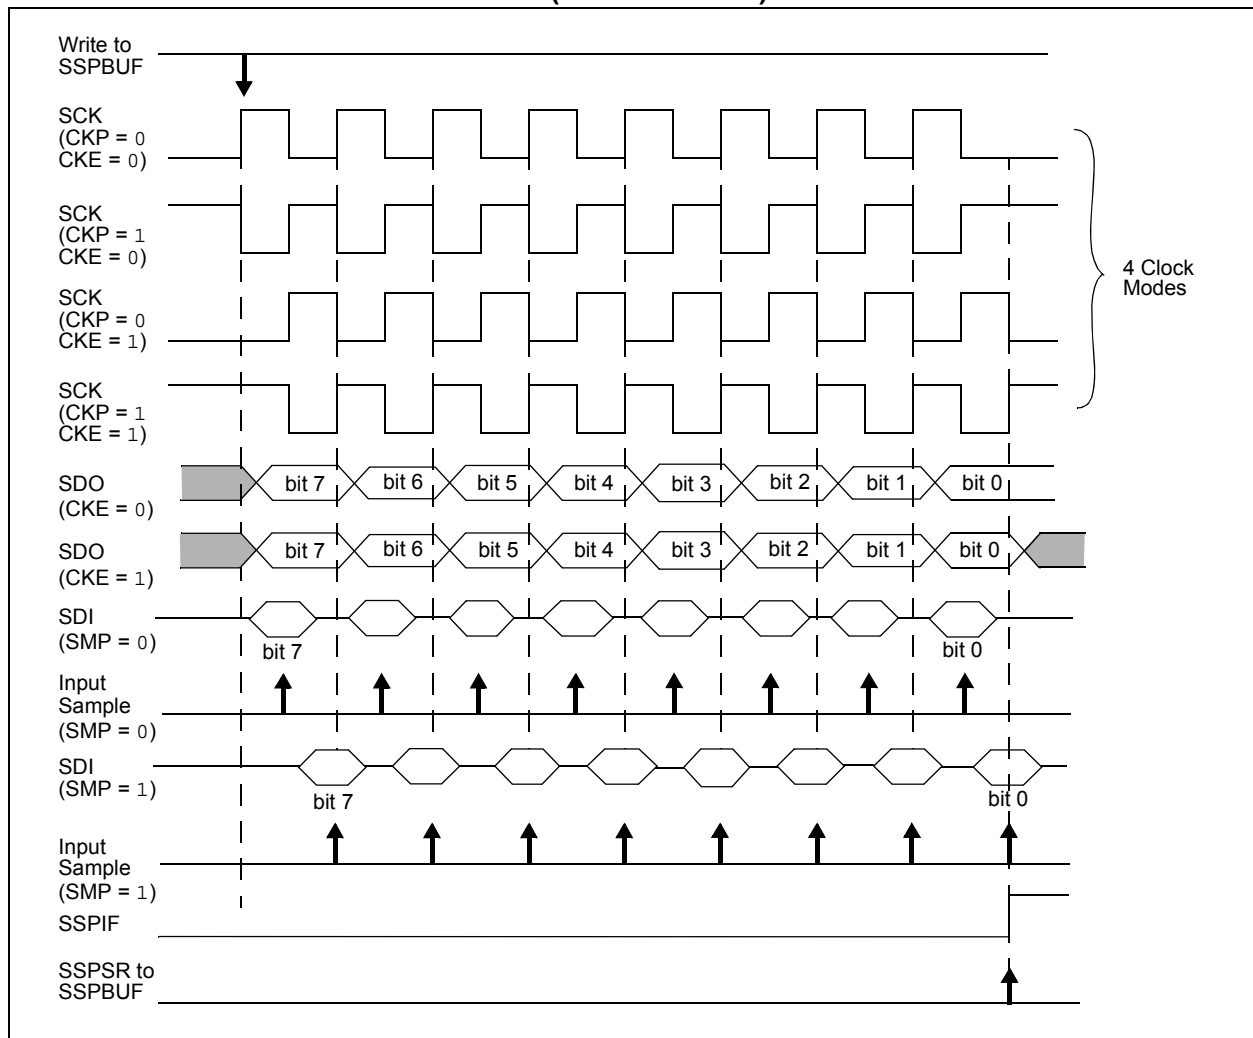 Write to
SSPBUF
SCK
(CKP = 0
CKE = 0)
SCK
(CKP = 1
CKE = 0)
SCK
(CKP = 0
CKE = 1)
SCK
(CKP = 1
CKE = 1)
4 Clock
Modes
SDO
(CKE = 0)
bit 7 bit 6 bit 5 bit 4 bit 3 bit 2 bit 1 bit 0
SDO
(CKE = 1)
bit 7 bit 6 bit 5 bit 4 bit 3 bit 2 bit 1 bit 0
SDI
(SMP = 0)
bit 7 bit 0
Input
Sample
(SMP = 0)
SDI
(SMP = 1)
bit 7 bit 0
Input
Sample
(SMP = 1)
SSPIF
SSPSR to
SSPBUF